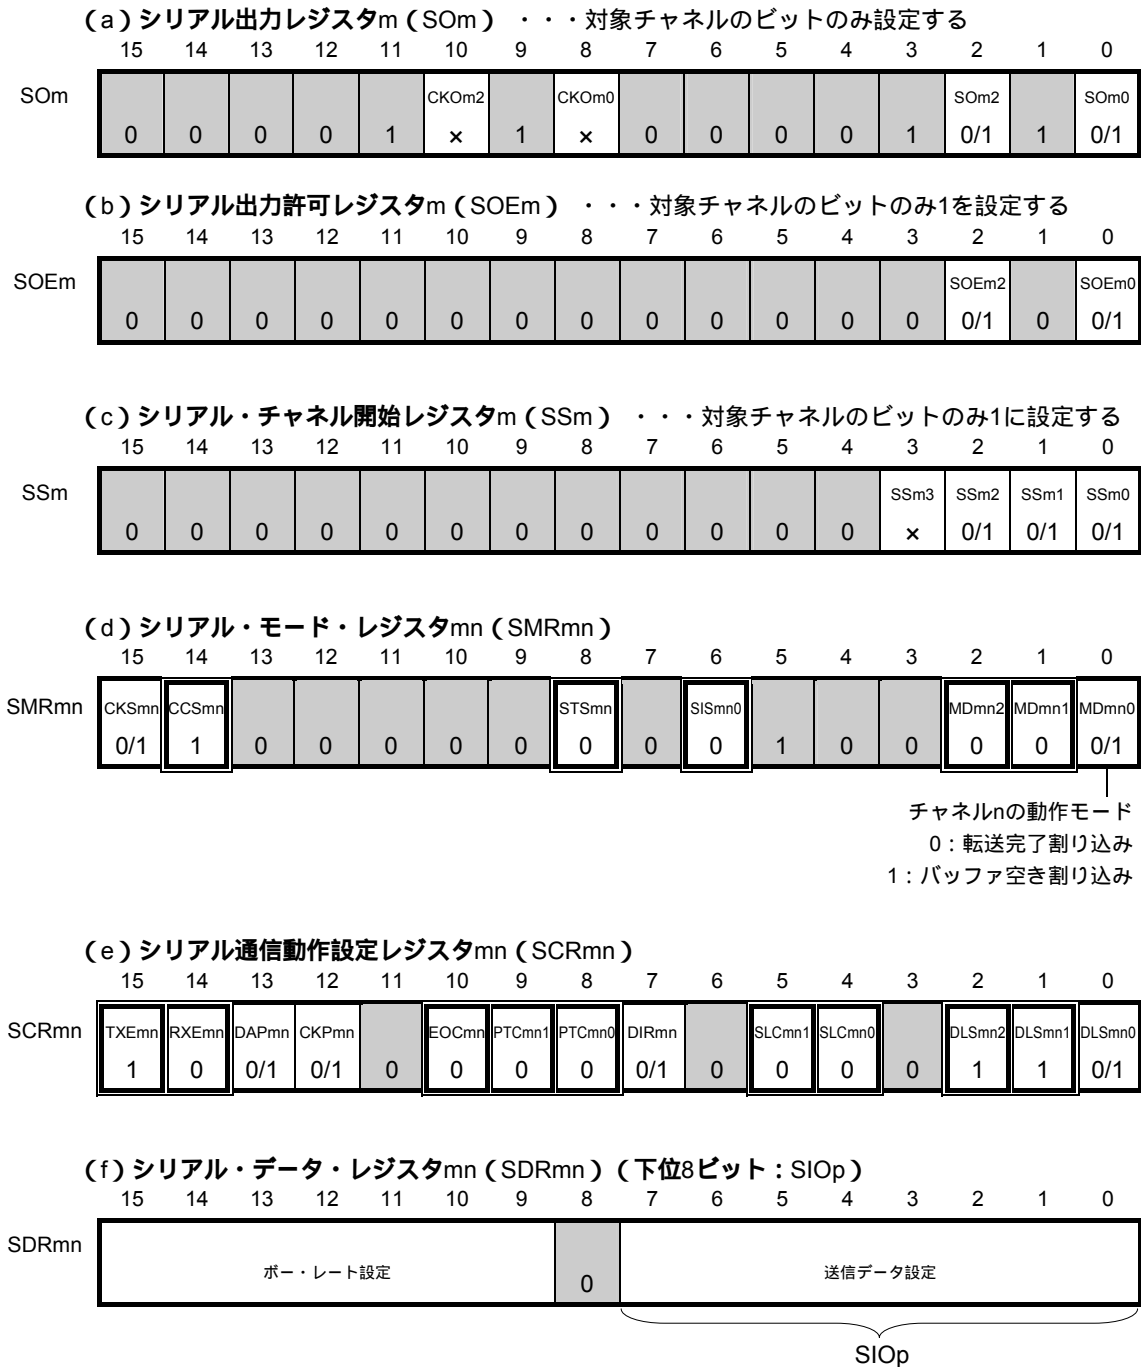 (a)シリアル出力レジスタm(SOm) ・・・対象チャネルのビットのみ設定する
15 14 13 12 11 10 9 8 7 6 5 4 3 2 1 0
SOm CKOm2 CKOm0 SOm2 SOm0
0 0 0 0 1 × 1 × 0 0 0 0 1 0/1 1 0/1
(b)シリアル出力許可レジスタm(SOEm) ・・・対象チャネルのビットのみ1を設定する
15 14 13 12 11 10 9 8 7 6 5 4 3 2 1 0
SOEm SOEm2 SOEm0
0 0 0 0 0 0 0 0 0 0 0 0 0 0/1 0 0/1
(c)シリアル・チャネル開始レジスタm(SSm) ・・・対象チャネルのビットのみ1に設定する
15 14 13 12 11 10 9 8 7 6 5 4 3 2 1 0
SSm SSm3 SSm2 SSm1 SSm0
0 0 0 0 0 0 0 0 0 0 0 0 × 0/1 0/1 0/1
(d)シリアル・モード・レジスタmn(SMRmn)
15 14 13 12 11 10 9 8 7 6 5 4 3 2 1 0
SMRmn CKSmn CCSmn STSmn SISmn0 MDmn2 MDmn1 MDmn0
0/1 1 0 0 0 0 0 0 0 0 1 0 0 0 0 0/1
チャネルnの動作モード
0:転送完了割り込み
1:バッファ空き割り込み
(e)シリアル通信動作設定レジスタmn(SCRmn)
15 14 13 12 11 10 9 8 7 6 5 4 3 2 1 0
SCRmn TXEmn RXEmn DAPmn CKPmn EOCmn PTCmn1 PTCmn0 DIRmn SLCmn1 SLCmn0 DLSmn2 DLSmn1 DLSmn0
1 0 0/1 0/1 0 0 0 0 0/1 0 0 0 0 1 1 0/1
(f)シリアル・データ・レジスタmn(SDRmn)(下位8ビット:SIOp)
15 14 13 12 11 10 9 8 7 6 5 4 3 2 1 0
SDRmn
ボー・レート設定 0 送信データ設定
SIOp